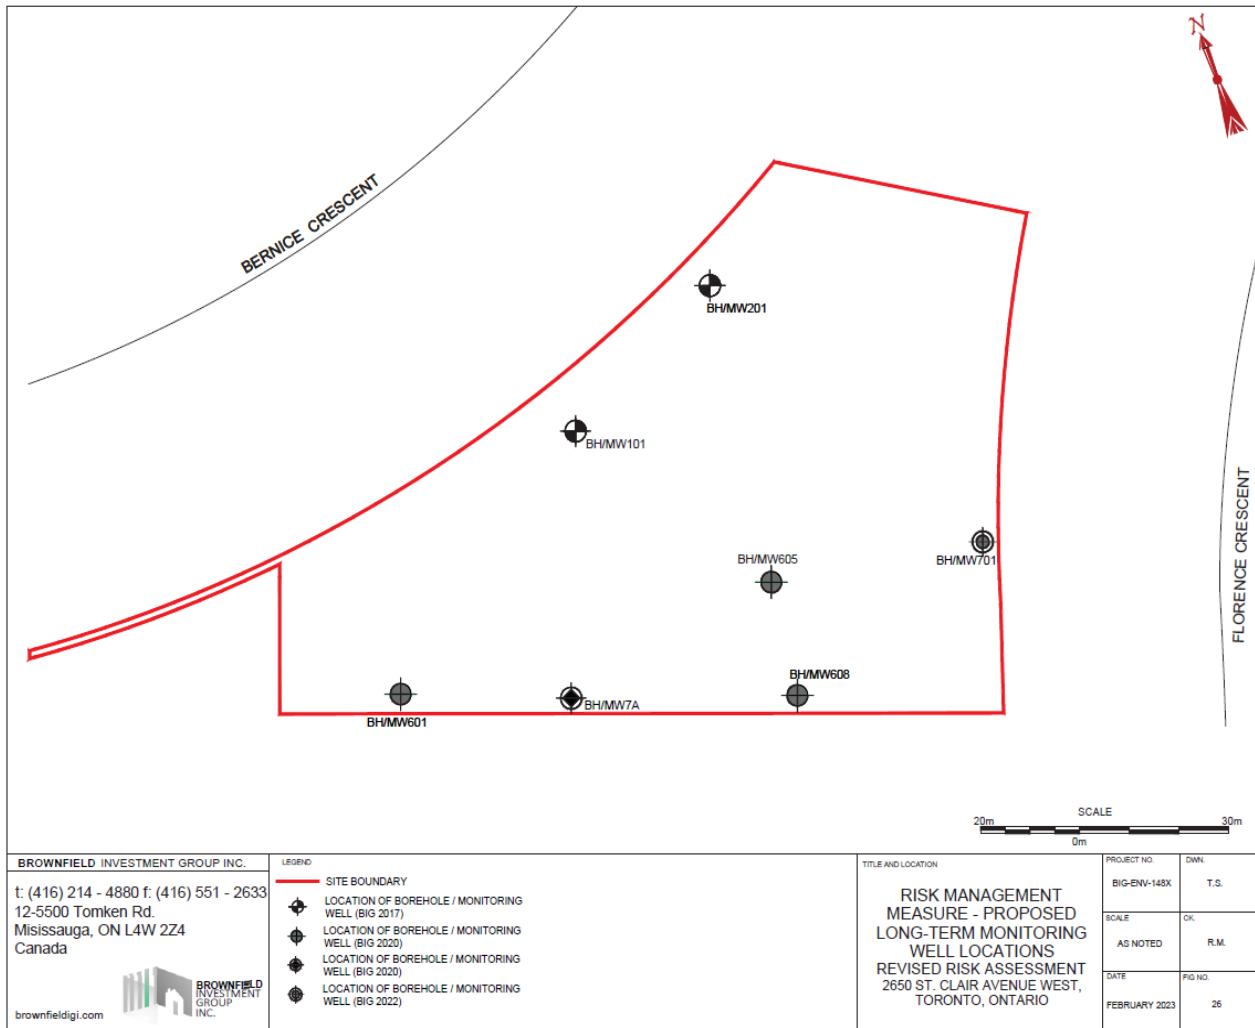 N
BERNICE CRESCENT
BH/MW201
BH/MW101
BH/MW605
BH/MW701
FLORENCE CRESCENT
BH/MW608
BH/MW7A
BH/MW601
SCALE
20m 30m
0m
BROWNFIELD INVESTMENT GROUP INC.
t: (416) 214 - 4880 f: (416) 551 - 2633
12-5500 Tomken Rd.
Misissauga, ON L4W 2Z4
Canada
BROWNFIELD
INVESTMENT
GROUP
INC.
brownfieldigi.com
LEGEND
SITE BOUNDARY
LOCATION OF BOREHOLE / MONITORING
WELL (BIG 2017)
LOCATION OF BOREHOLE / MONITORING
WELL (BIG 2020)
LOCATION OF BOREHOLE / MONITORING
WELL (BIG 2020)
LOCATION OF BOREHOLE / MONITORING
WELL (BIG 2022)
TITLE AND LOCATION
RISK MANAGEMENT
MEASURE - PROPOSED
LONG-TERM MONITORING
WELL LOCATIONS
REVISED RISK ASSESSMENT
2650 ST. CLAIR AVENUE WEST,
TORONTO, ONTARIO
PROJECT NO.
BIG-ENV-148X
DWN.
T.S.
SCALE
AS NOTED
CK.
R.M.
DATE
FEBRUARY 2023
FIG NO.
26